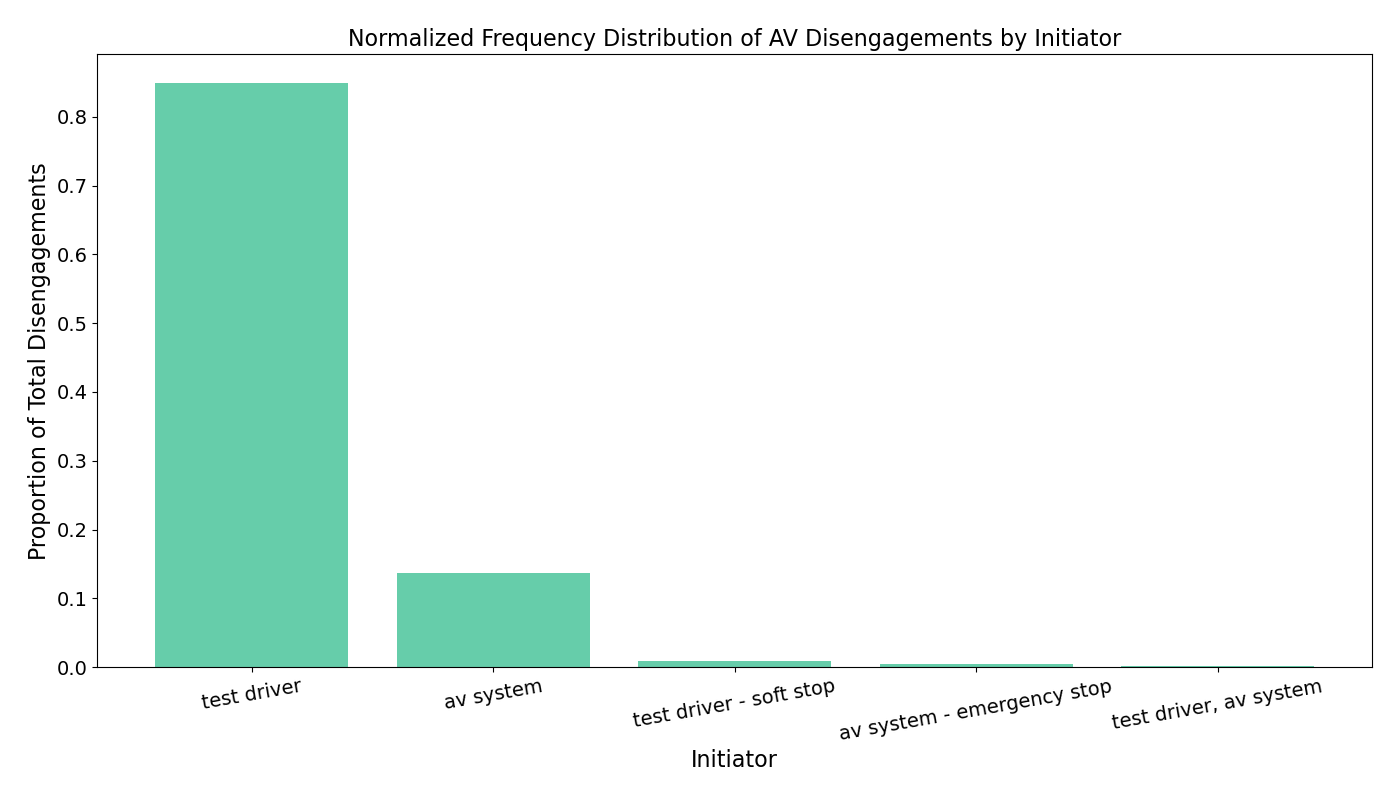 Normalized Frequency Distribution of AV Disengagements by Initiator
Proportion of Total Disengagements
0.8
0.7
0.6
0.5
0.4
0.3
0.2
0.1
0.0
test driver
av system
test driver - soft stop
av system - emergency stop
test driver, av system
Initiator